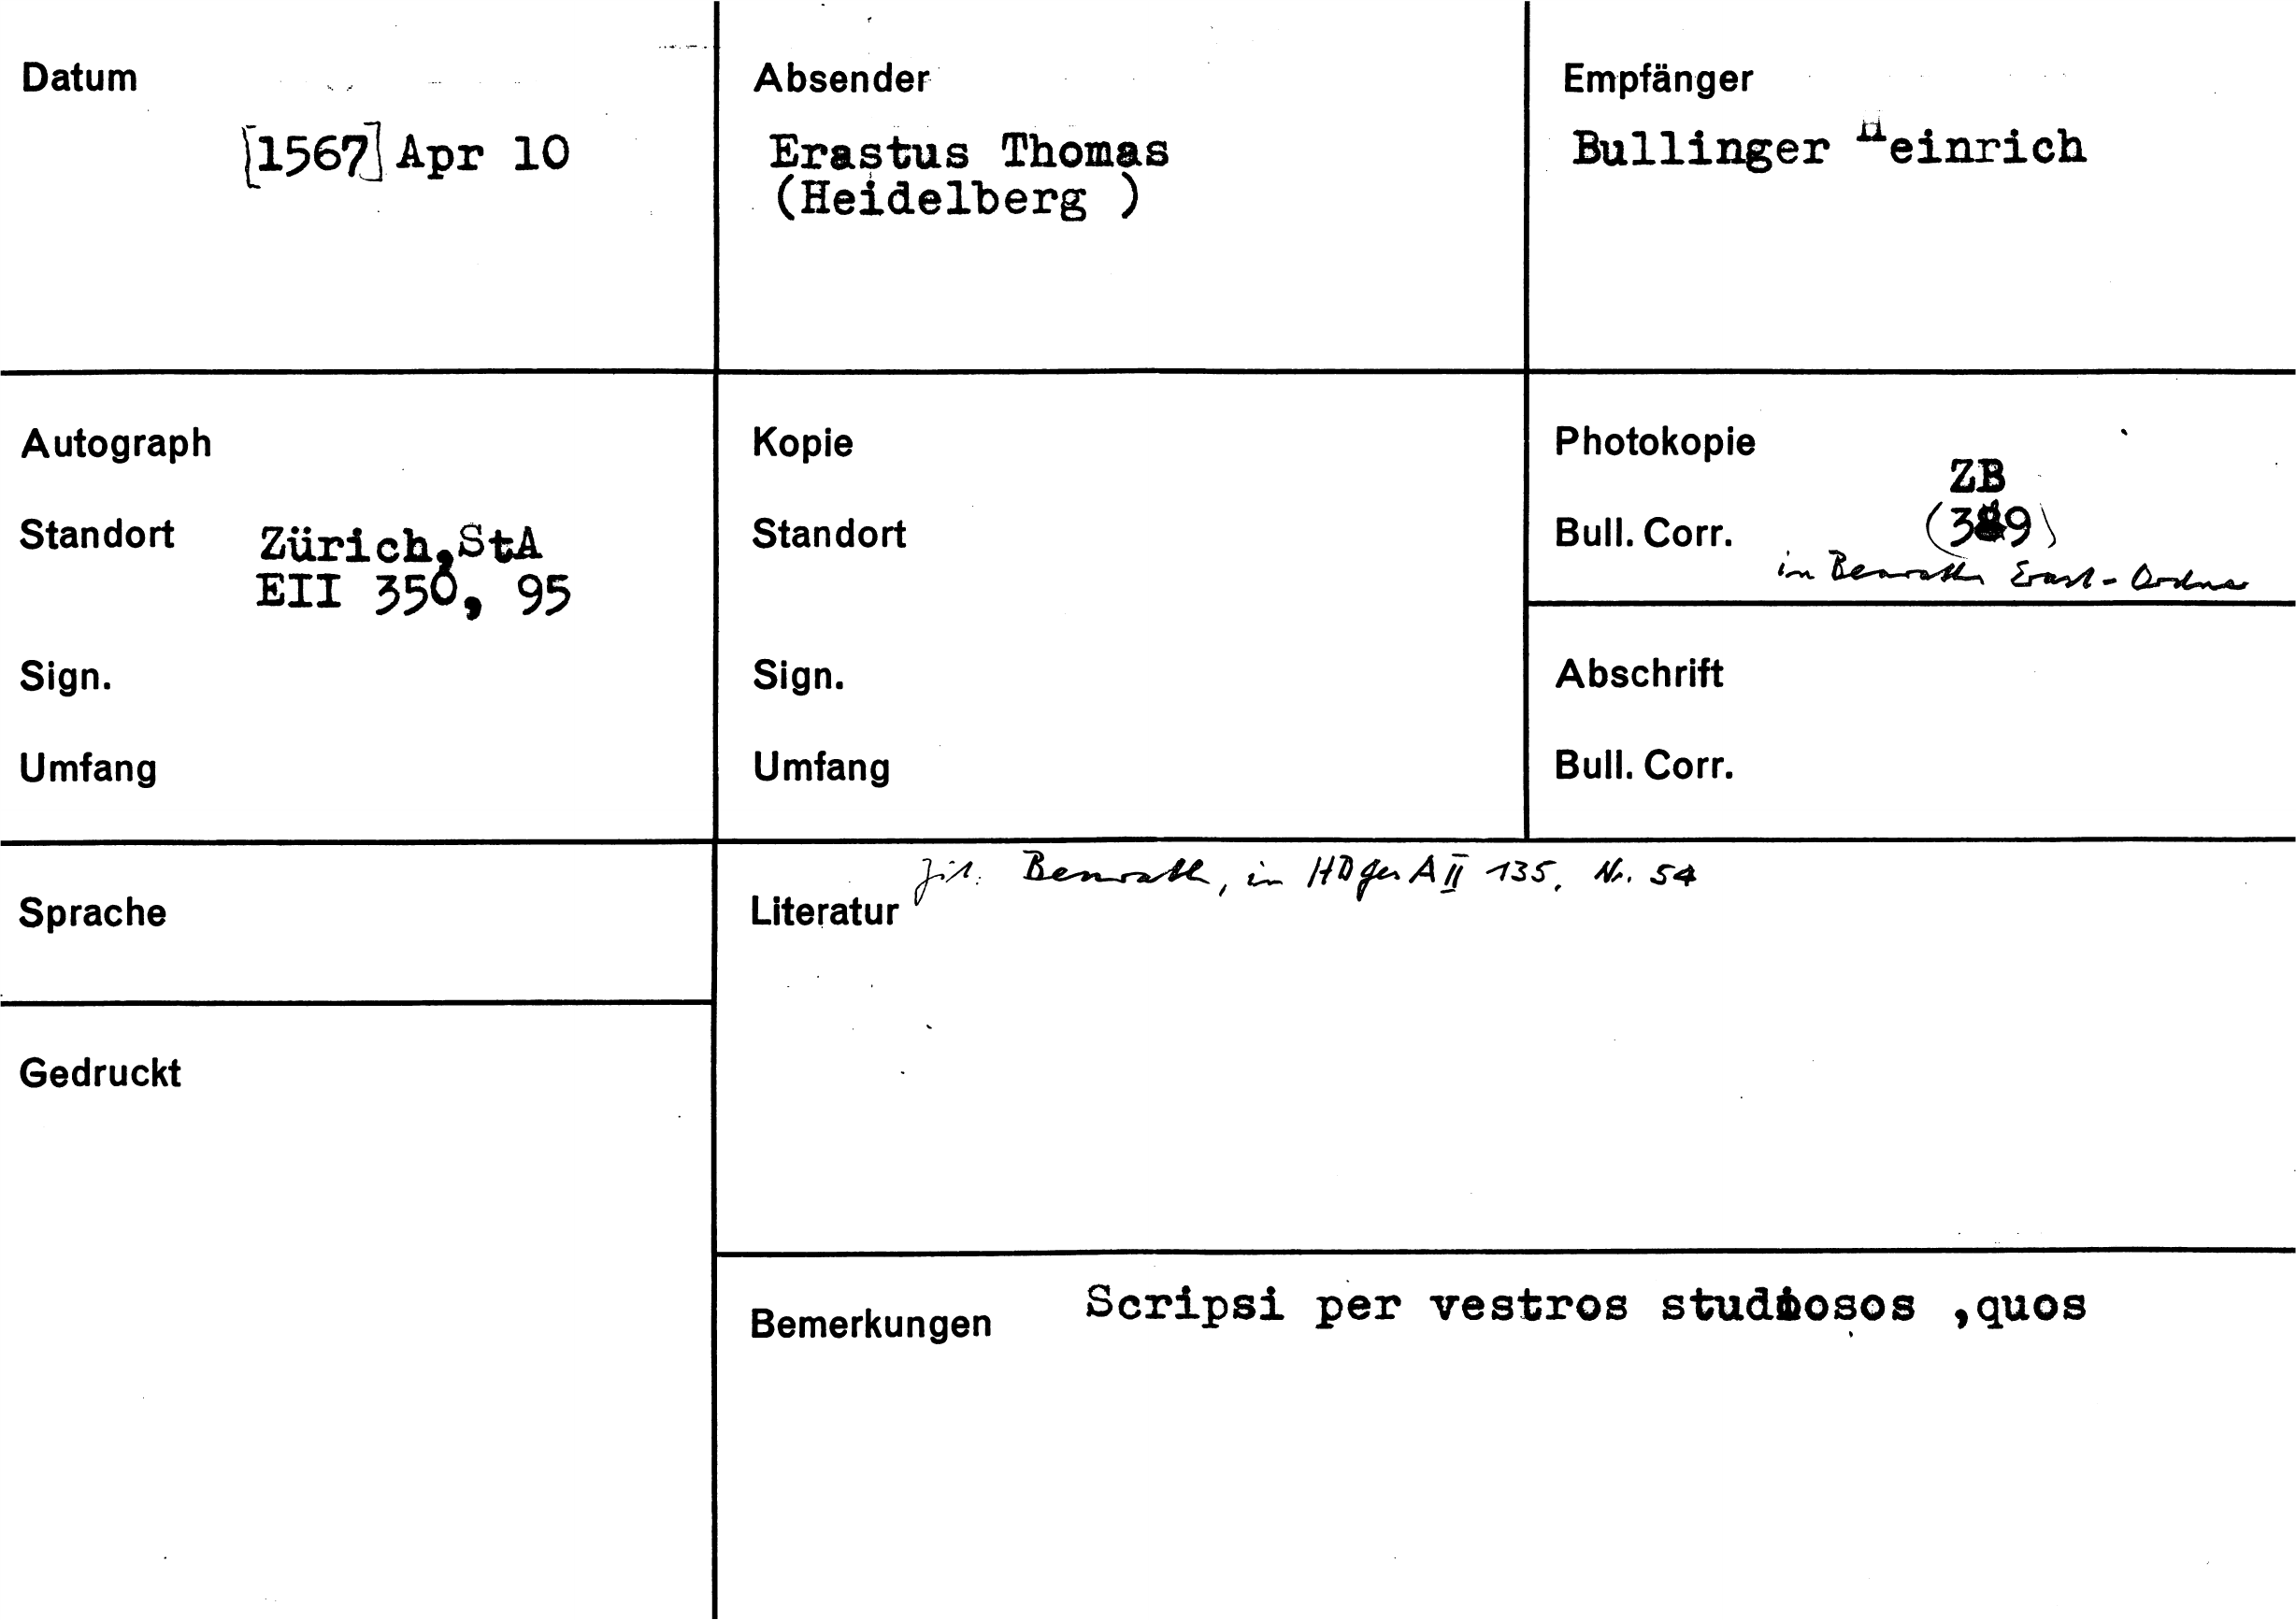 Datum
[1567] Apr 10
Absender
Erastus Thomas
(Heidelberg )
Empfänger
Bullinger Heinrich
Autograph
Standort Zürich, StA
EII 350, 95
Sign.
Umfang
Kopie
Standort
Sign.
Umfang
Photokopie
ZB
Bull. Corr. (389)
in Benraths Erast-Ordner
Abschrift
Bull. Corr.
Sprache
Gedruckt
zit. Benrath, in HBgesA II 135, Nr. 54
Literatur
Bemerkungen Scripsi per vestros studiosos ,quos